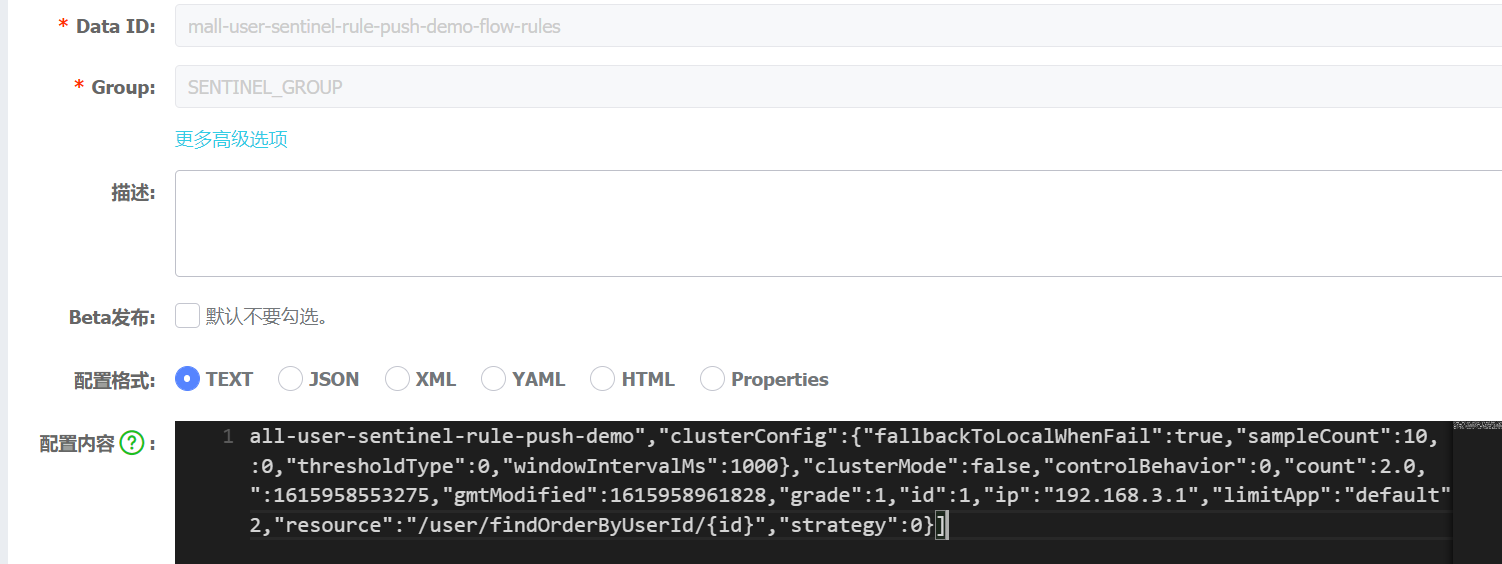 * Data ID: mall-user-sentinel-rule-push-demo-flow-rules
* Group: SENTINEL_GROUP
更多高级选项
描述:
Beta发布: 默认不要勾选。
配置格式: TEXT JSON XML YAML HTML Properties
配置内容 ? :
1 all-user-sentinel-rule-push-demo","clusterConfig":{"fallbackToLocalWhenFail":true,"sampleCount":10,
:0,"thresholdType":0,"windowIntervalMs":1000},"clusterMode":false,"controlBehavior":0,"count":2.0,
":1615958553275,"gmtModified":1615958961828,"grade":1,"id":1,"ip":"192.168.3.1","limitApp":"default"
2,"resource":"/user/findOrderByUserId/{id}","strategy":0}]